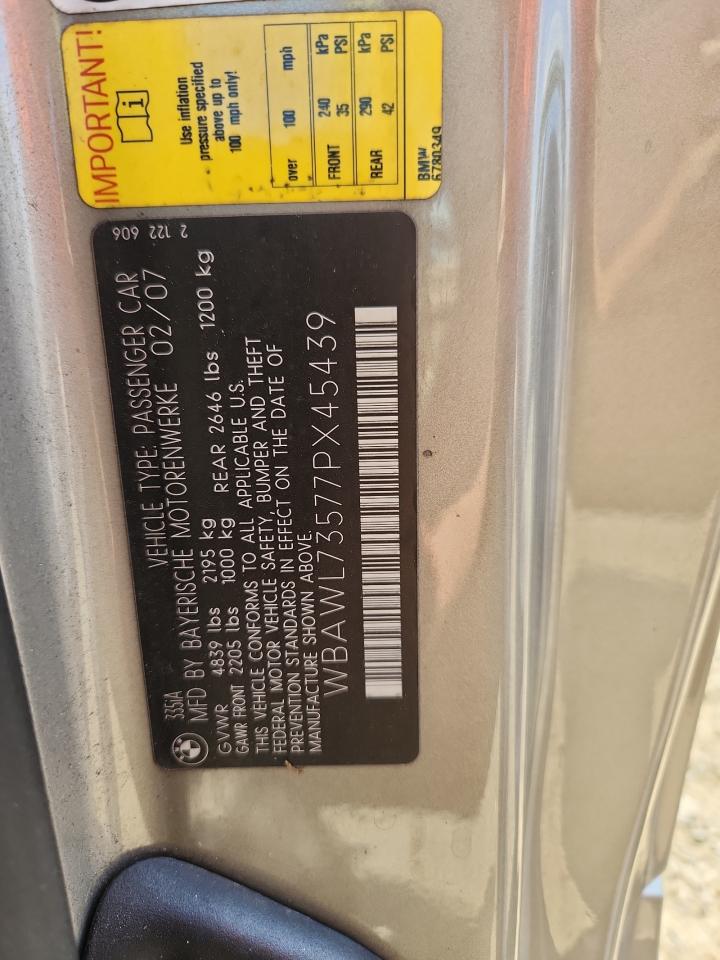 IMPORTANT!
i
Use inflation
pressure specified
above up to
100 mph only!
over 100 mph
FRONT 240 kPa
35 PSI
REAR 290 kPa
42 PSI
BMW
6780349
2 122 606
335IA VEHICLE TYPE: PASSENGER CAR
MFD BY BAYERISCHE MOTORENWERKE 02/07
GVWR 4839 lbs 2195 kg
GAWR FRONT 2205 lbs 1000 kg REAR 2646 lbs 1200 kg
THIS VEHICLE CONFORMS TO ALL APPLICABLE U.S.
FEDERAL MOTOR VEHICLE SAFETY, BUMPER AND THEFT
PREVENTION STANDARDS IN EFFECT ON THE DATE OF
MANUFACTURE SHOWN ABOVE.
WBAWL73577PX45439